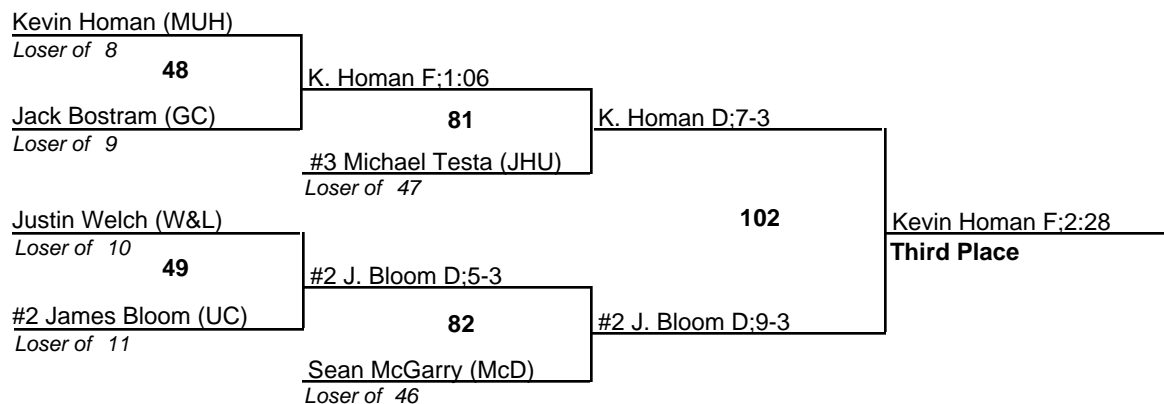 Kevin Homan (MUH)
Loser of 8
48
K. Homan F;1:06
Jack Bostram (GC)
Loser of 9
81
K. Homan D;7-3
#3 Michael Testa (JHU)
Loser of 47
Justin Welch (W&L)
Loser of 10
102
Kevin Homan F;2:28
Third Place
49
#2 J. Bloom D;5-3
#2 James Bloom (UC)
Loser of 11
82
#2 J. Bloom D;9-3
Sean McGarry (McD)
Loser of 46